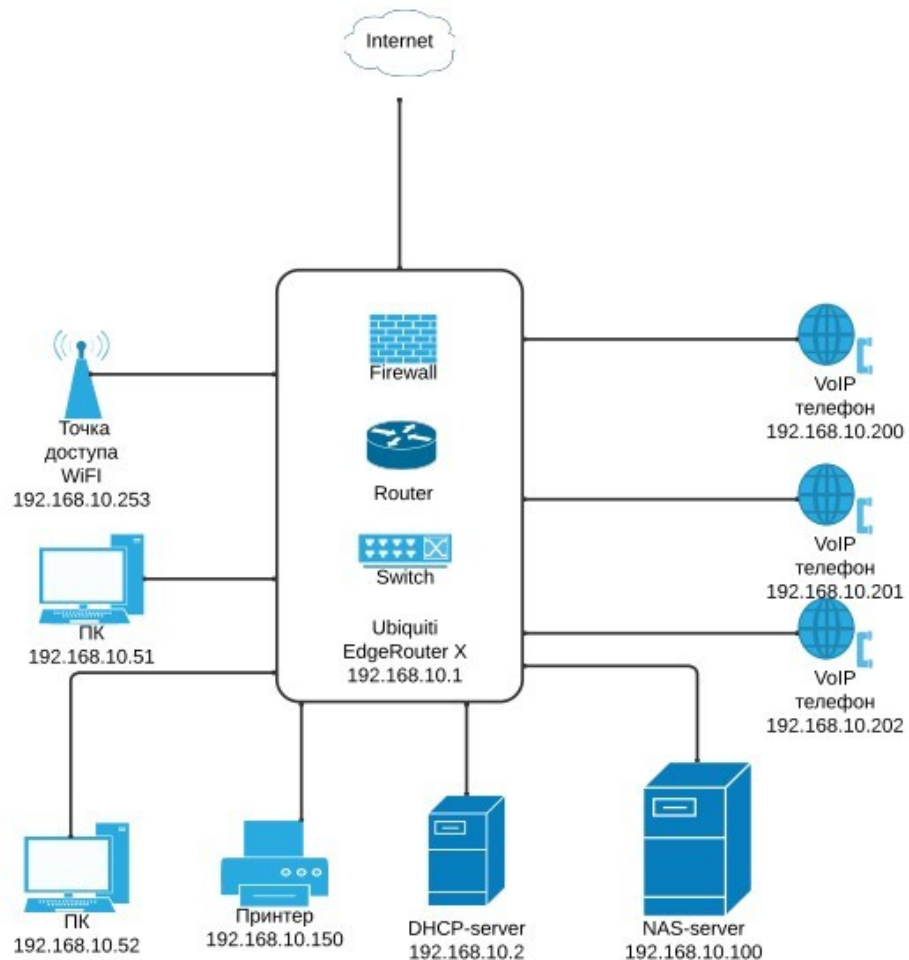 Internet
Firewall
Router
Switch
Ubiquiti
EdgeRouter X
192.168.10.1
Точка
доступа
WiFI
192.168.10.253
ПК
192.168.10.51
ПК
192.168.10.52
Принтер
192.168.10.150
DHCP-server
192.168.10.2
NAS-server
192.168.10.100
VoIP
телефон
192.168.10.200
VoIP
телефон
192.168.10.201
VoIP
телефон
192.168.10.202